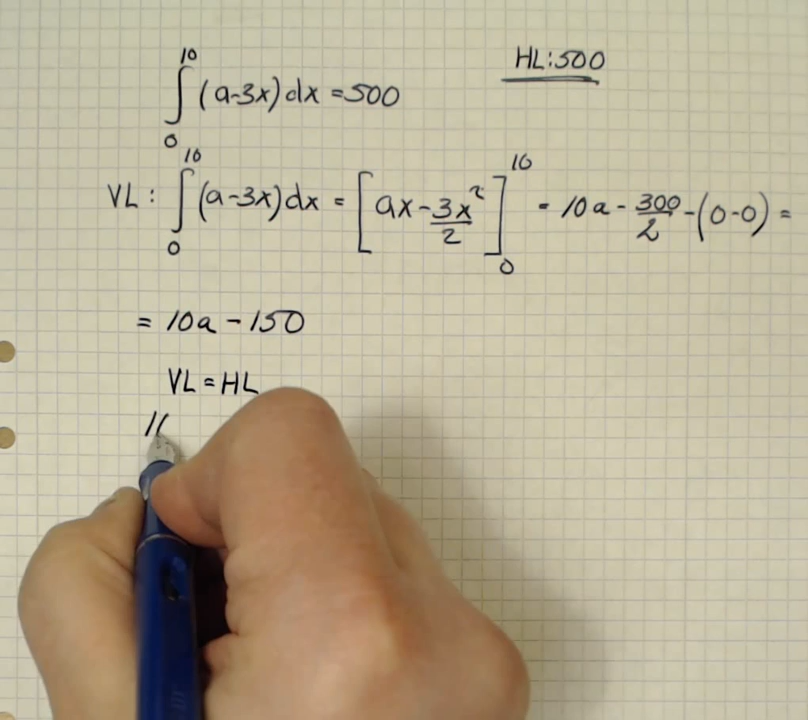 ∫₀¹⁰ (a-3x)dx = 500
HL:500
VL: ∫₀¹⁰ (a-3x)dx = [ax - 3x²/2]₀¹⁰ = 10a - 300/2 - (0-0) =
= 10a - 150
VL = HL